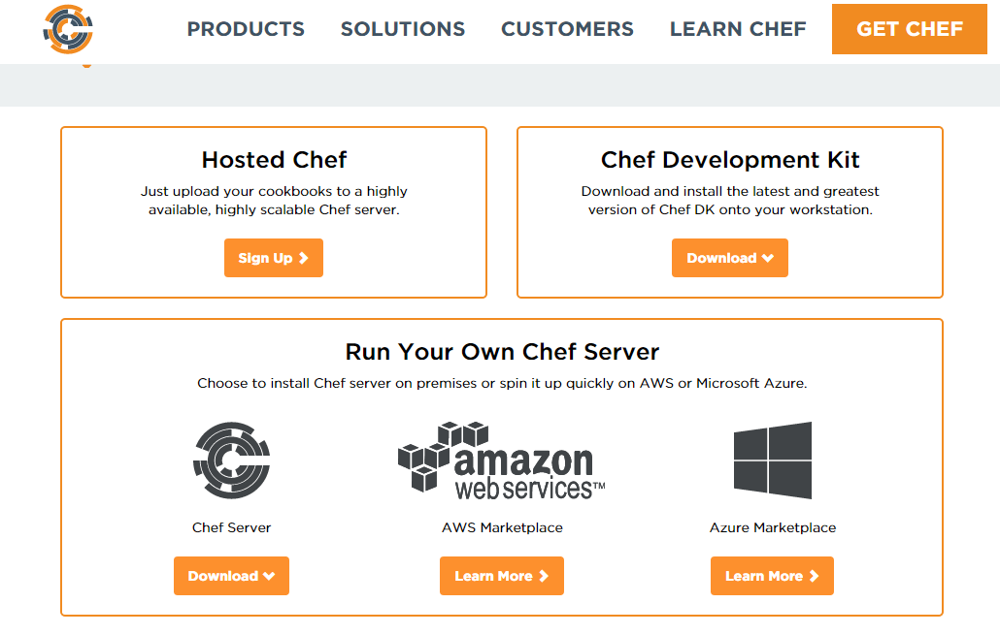 PRODUCTS SOLUTIONS CUSTOMERS LEARN CHEF GET CHEF
Hosted Chef
Just upload your cookbooks to a highly
available, highly scalable Chef server.
Sign Up
Chef Development Kit
Download and install the latest and greatest
version of Chef DK onto your workstation.
Download
Run Your Own Chef Server
Choose to install Chef server on premises or spin it up quickly on AWS or Microsoft Azure.
amazon
web services™
Chef Server
AWS Marketplace
Azure Marketplace
Download
Learn More
Learn More